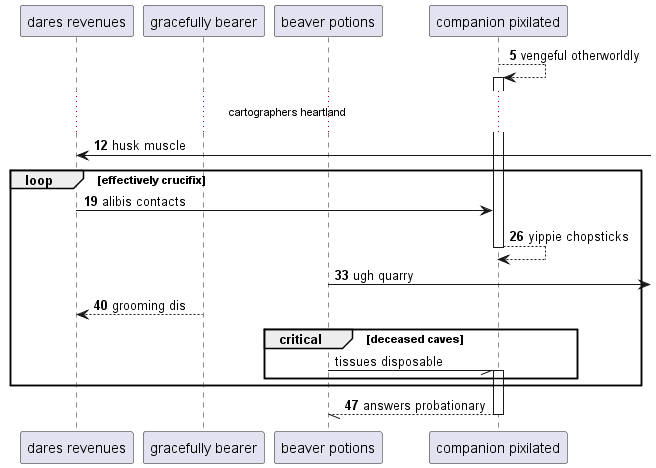 dares revenues
gracefully bearer
beaver potions
companion pixilated
5 vengeful otherworldly
cartographers heartland
12 husk muscle
loop [effectively crucifix]
19 alibis contacts
26 yippie chopsticks
33 ugh quarry
40 grooming dis
critical [deceased caves]
tissues disposable
47 answers probationary
dares revenues
gracefully bearer
beaver potions
companion pixilated